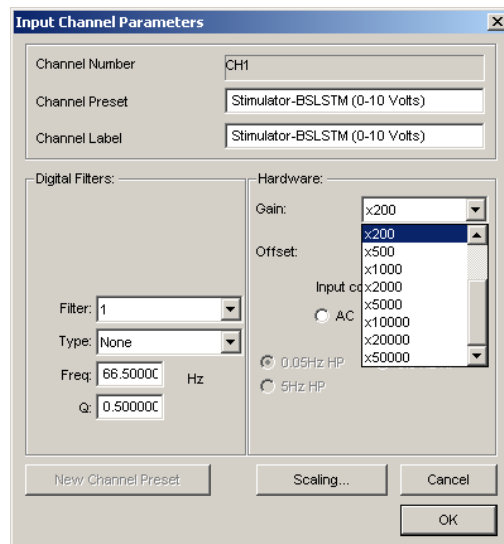 Input Channel Parameters
Channel Number CH1
Channel Preset Stimulator-BSLSTM (0-10 Volts)
Channel Label Stimulator-BSLSTM (0-10 Volts)
Digital Filters:
Filter: 1
Type: None
Freq: 66.5000 Hz
Q: 0.50000
Hardware:
Gain: x200
x200
x500
x1000
x2000
x5000
x10000
x20000
x50000
Offset:
Input
AC
0.05Hz HP
5Hz HP
New Channel Preset
Scaling...
Cancel
OK